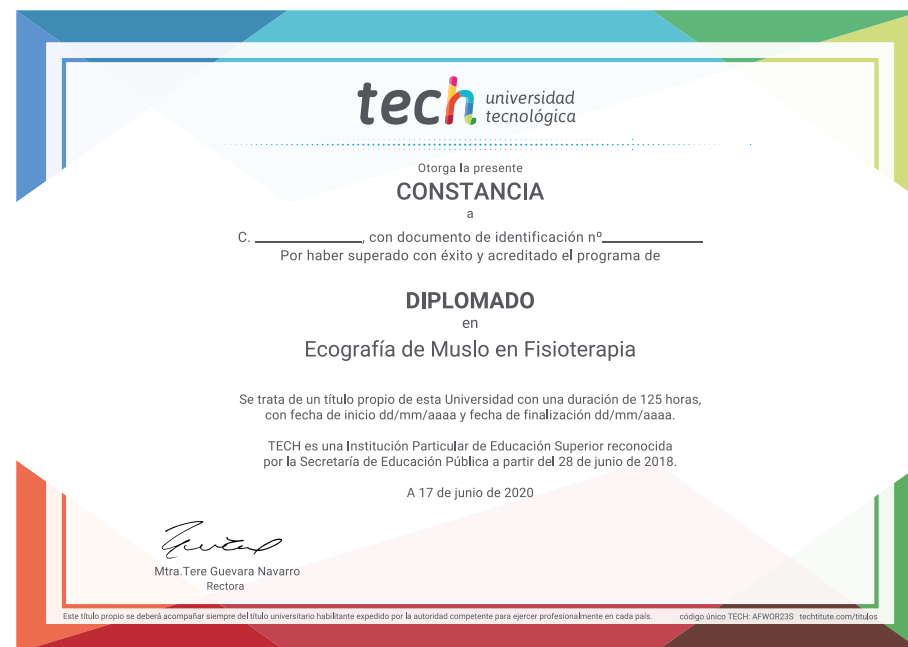 tech universidad
tecnológica
Otorga la presente
CONSTANCIA
a
C. ____________, con documento de identificación nº____________
Por haber superado con éxito y acreditado el programa de
DIPLOMADO
en
Ecografía de Muslo en Fisioterapia
Se trata de un título propio de esta Universidad con una duración de 125 horas,
con fecha de inicio dd/mm/aaaa y fecha de finalización dd/mm/aaaa.
TECH es una Institución Particular de Educación Superior reconocida
por la Secretaría de Educación Pública a partir del 28 de junio de 2018.
A 17 de junio de 2020
Mtra.Tere Guevara Navarro
Rectora
Este título propio se deberá acompañar siempre del título universitario habilitante expedido por la autoridad competente para ejercer profesionalmente en cada país. código único TECH: AFWOR23S techtitute.com/titulos